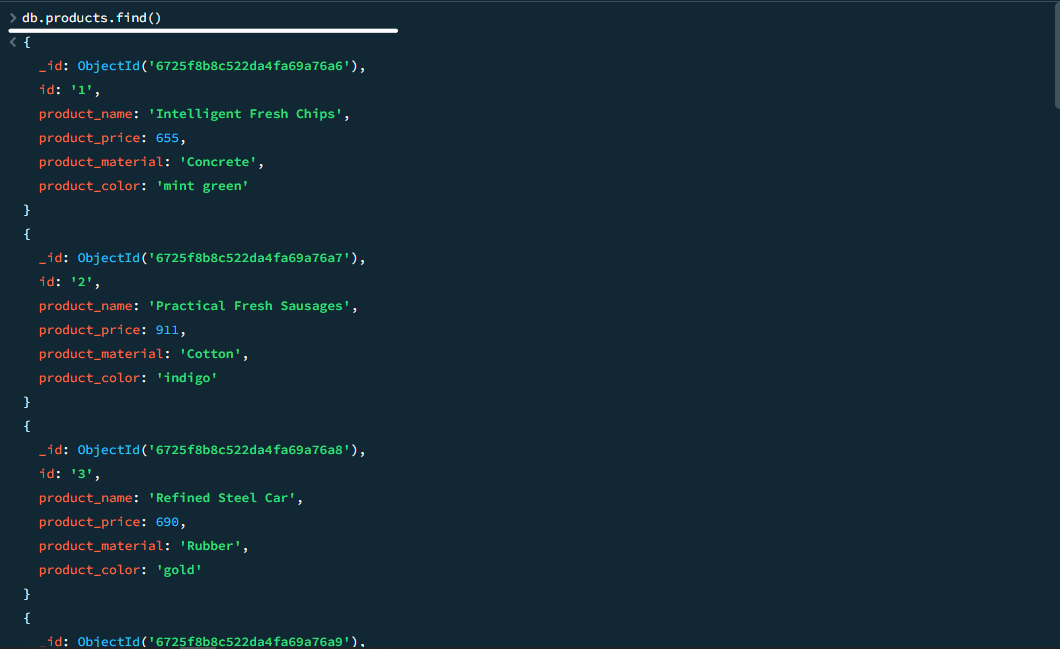 > db.products.find()
< {
_id: ObjectId('6725f8b8c522da4fa69a76a6'),
id: '1',
product_name: 'Intelligent Fresh Chips',
product_price: 655,
product_material: 'Concrete',
product_color: 'mint green'
}
{
_id: ObjectId('6725f8b8c522da4fa69a76a7'),
id: '2',
product_name: 'Practical Fresh Sausages',
product_price: 911,
product_material: 'Cotton',
product_color: 'indigo'
}
{
_id: ObjectId('6725f8b8c522da4fa69a76a8'),
id: '3',
product_name: 'Refined Steel Car',
product_price: 690,
product_material: 'Rubber',
product_color: 'gold'
}
{
_id: ObjectId('6725f8b8c522da4fa69a76a9'),